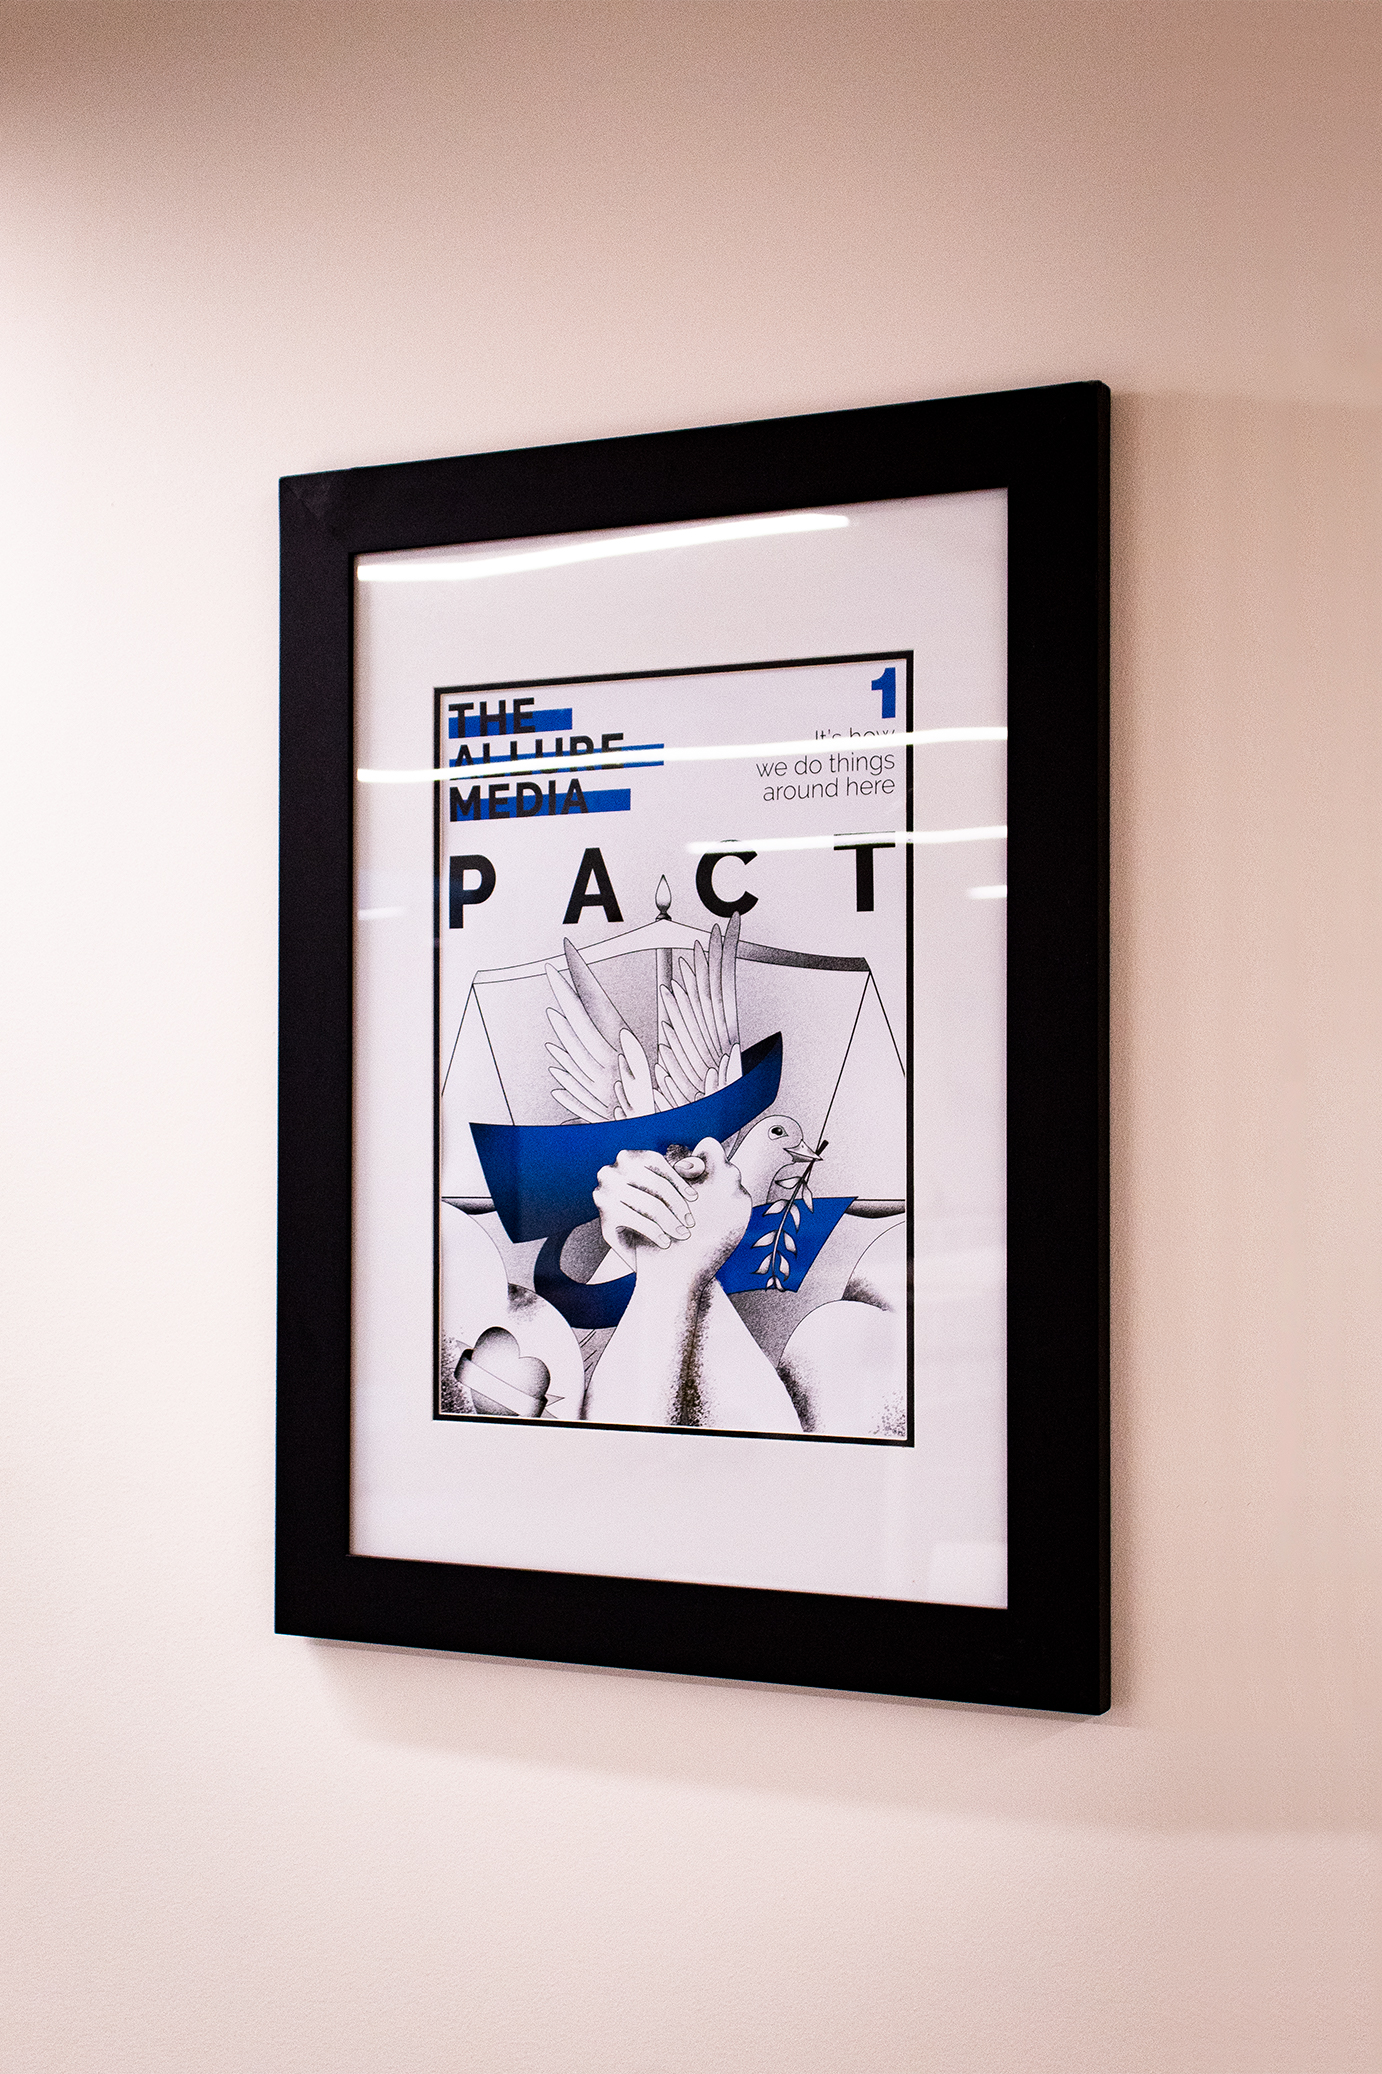 THE
ALLURE
MEDIA
1
It's how
we do things
around here
PACT